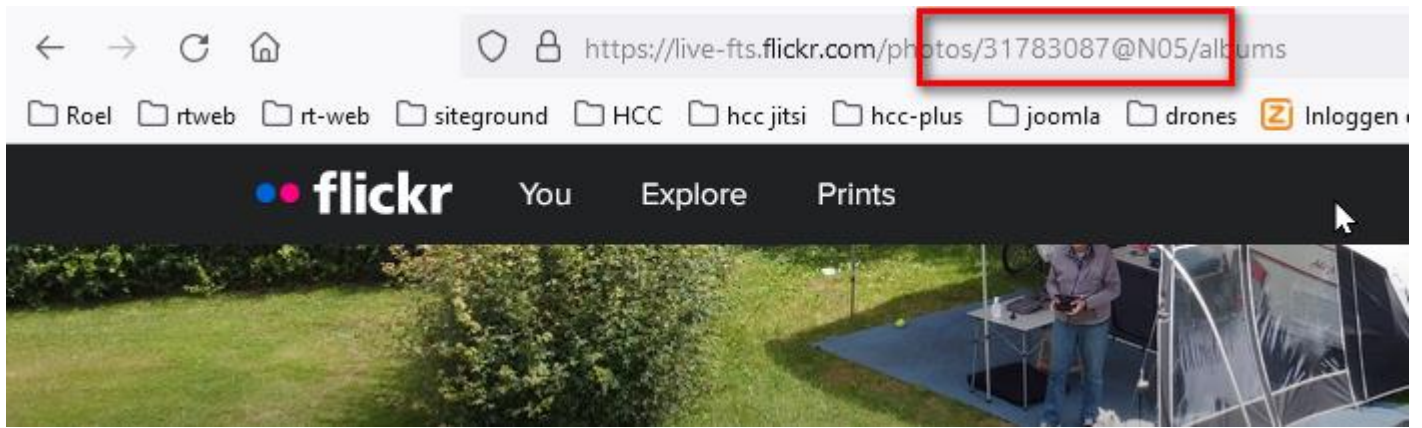 https://live-fts.flickr.com/photos/31783087@N05/albums
Roel rtweb rt-web siteground HCC hcc jitsi hcc-plus joomla drones Inloggen
flickr You Explore Prints